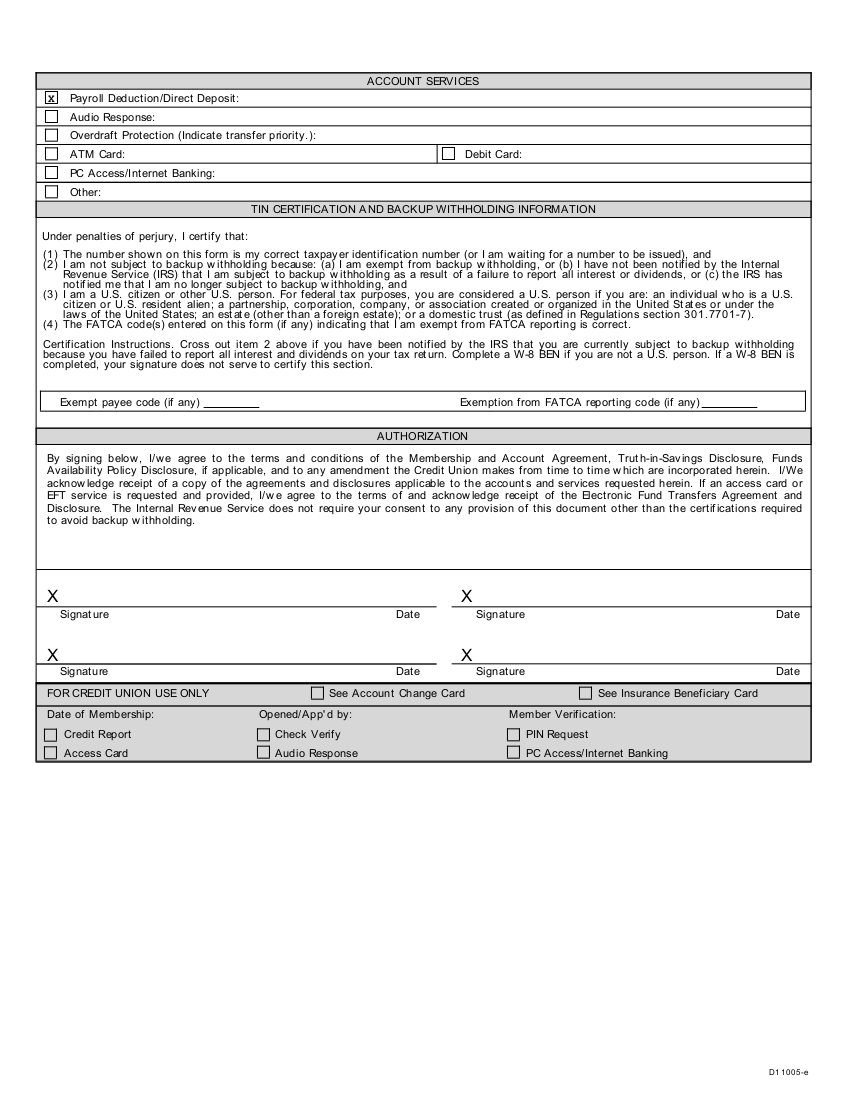 ACCOUNT SERVICES
x Payroll Deduction/Direct Deposit:
Audio Response:
Overdraft Protection (Indicate transfer priority.):
ATM Card: Debit Card:
PC Access/Internet Banking:
Other:
TIN CERTIFICATION AND BACKUP WITHHOLDING INFORMATION
Under penalties of perjury, I certify that:
(1) The number shown on this form is my correct taxpayer identification number (or I am waiting for a number to be issued), and
(2) I am not subject to backup withholding because: (a) I am exempt from backup withholding, or (b) I have not been notified by the Internal
Revenue Service (IRS) that I am subject to backup withholding as a result of a failure to report all interest or dividends, or (c) the IRS has
notified me that I am no longer subject to backup withholding, and
(3) I am a U.S. citizen or other U.S. person. For federal tax purposes, you are considered a U.S. person if you are: an individual who is a U.S.
citizen or U.S. resident alien; a partnership, corporation, company, or association created or organized in the United States or under the
laws of the United States; an estate (other than a foreign estate); or a domestic trust (as defined in Regulations section 301.7701-7).
(4) The FATCA code(s) entered on this form (if any) indicating that I am exempt from FATCA reporting is correct.
Certification Instructions. Cross out item 2 above if you have been notified by the IRS that you are currently subject to backup withholding
because you have failed to report all interest and dividends on your tax return. Complete a W-8 BEN if you are not a U.S. person. If a W-8 BEN is
completed, your signature does not serve to certify this section.
Exempt payee code (if any) ________ Exemption from FATCA reporting code (if any) ________
AUTHORIZATION
By signing below, I/we agree to the terms and conditions of the Membership and Account Agreement, Truth-in-Savings Disclosure, Funds
Availability Policy Disclosure, if applicable, and to any amendment the Credit Union makes from time to time which are incorporated herein. I/We
acknowledge receipt of a copy of the agreements and disclosures applicable to the accounts and services requested herein. If an access card or
EFT service is requested and provided, I/we agree to the terms of and acknowledge receipt of the Electronic Fund Transfers Agreement and
Disclosure. The Internal Revenue Service does not require your consent to any provision of this document other than the certifications required
to avoid backup withholding.
X X
Signature Date Signature Date
X X
Signature Date Signature Date
FOR CREDIT UNION USE ONLY See Account Change Card See Insurance Beneficiary Card
Date of Membership: Opened/App'd by: Member Verification:
Credit Report Check Verify PIN Request
Access Card Audio Response PC Access/Internet Banking
D11005-e